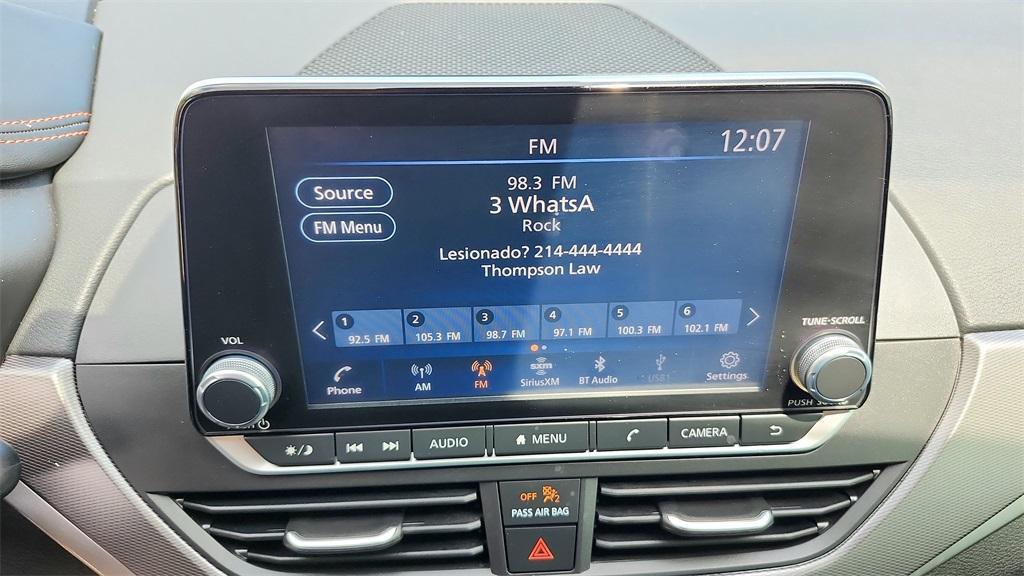 FM 12:07
98.3 FM
Source
3 WhatsA
FM Menu
Rock
Lesionado? 214-444-4444
Thompson Law
1 2 3 4 5 6
92.5 FM 105.3 FM 98.7 FM 97.1 FM 100.3 FM 102.1 FM
TUNE•SCROLL
VOL
sxm
Phone AM FM SiriusXM BT Audio USB1 Settings
PUSH
AUDIO MENU CAMERA
OFF 2
PASS AIR BAG